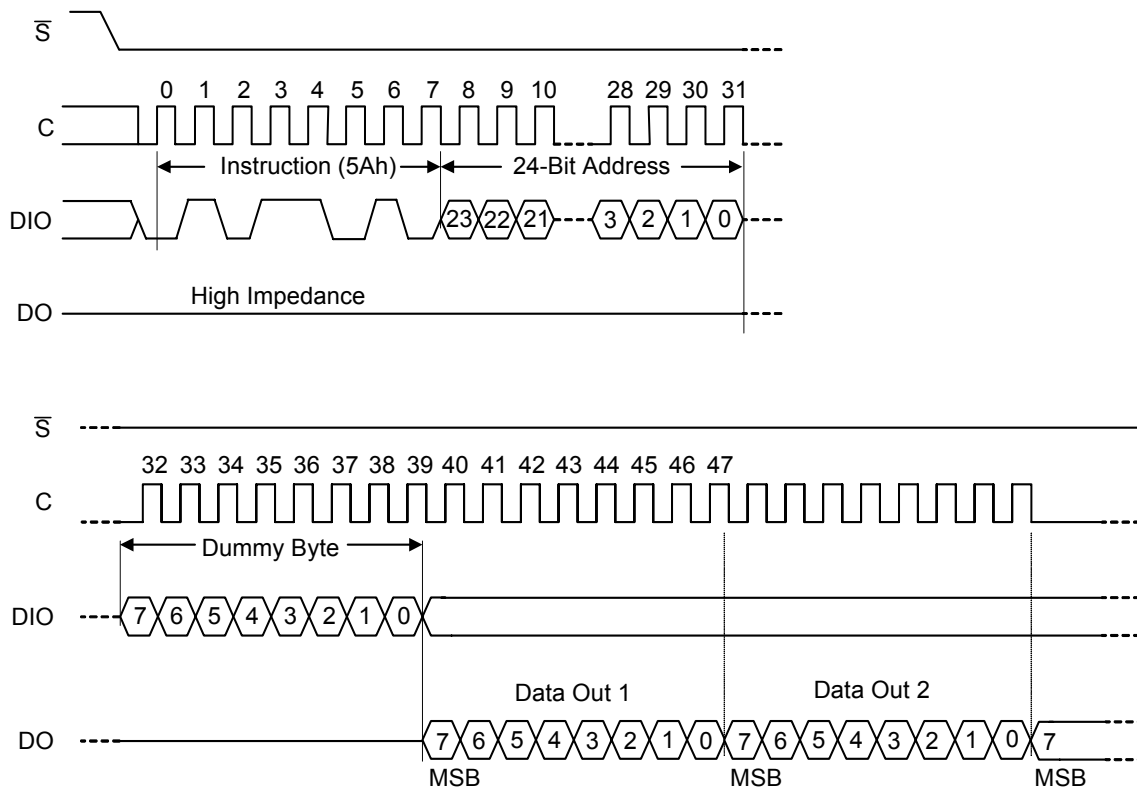 S
0 1 2 3 4 5 6 7 8 9 10 28 29 30 31
C
Instruction (5Ah) 24-Bit Address
DIO 23 22 21 3 2 1 0
High Impedance
DO
S
32 33 34 35 36 37 38 39 40 41 42 43 44 45 46 47
C
Dummy Byte
DIO 7 6 5 4 3 2 1 0
Data Out 1 Data Out 2
DO 7 6 5 4 3 2 1 0 7 6 5 4 3 2 1 0 7
MSB MSB MSB